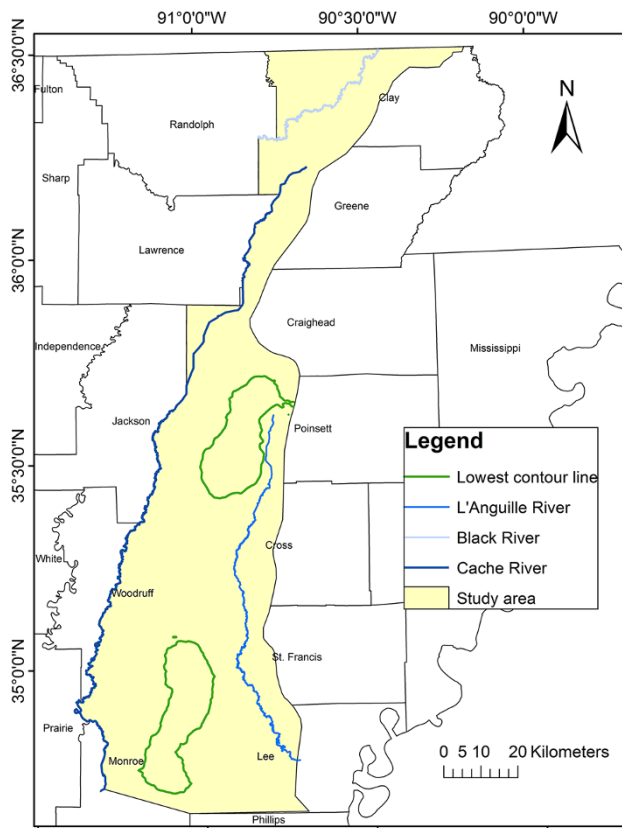 91°00'0"W 90°30'0"W 90°00'0"W
36°30'0"N
36°0'0"N
35°30'0"N
35°0'0"N
N
Fulton
Randolph
Clay
Sharp
Greene
Lawrence
Craighead
Independence
Mississippi
Jackson
Poinsett
Legend
Lowest contour line
L'Anguille River
Black River
Cache River
Study area
Cross
White
Woodruff
St. Francis
Prairie
Monroe
Lee
Phillips
0 5 10 20 Kilometers